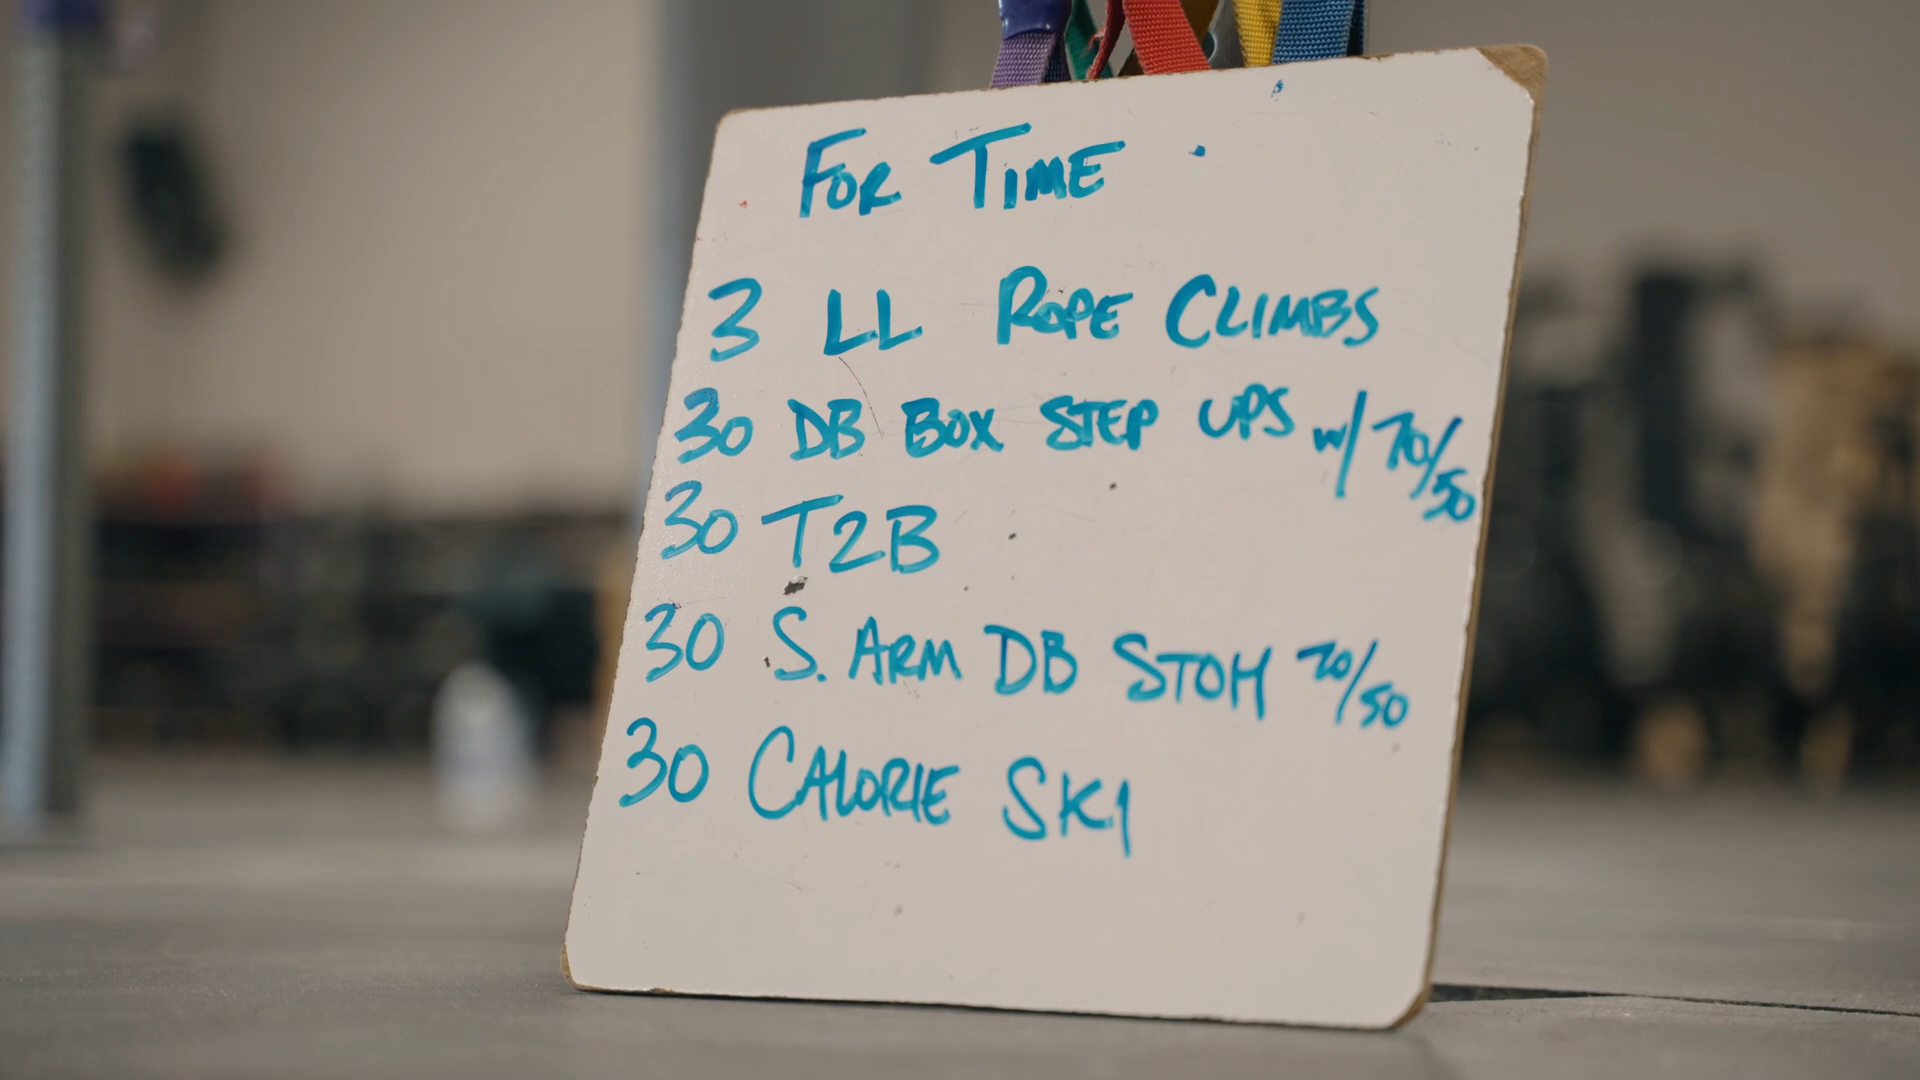 FOR TIME
3 LL ROPE CLIMBS
30 DB BOX STEP UPS w/ 70/50
30 T2B
30 S. ARM DB STOH 70/50
30 CALORIE SKI